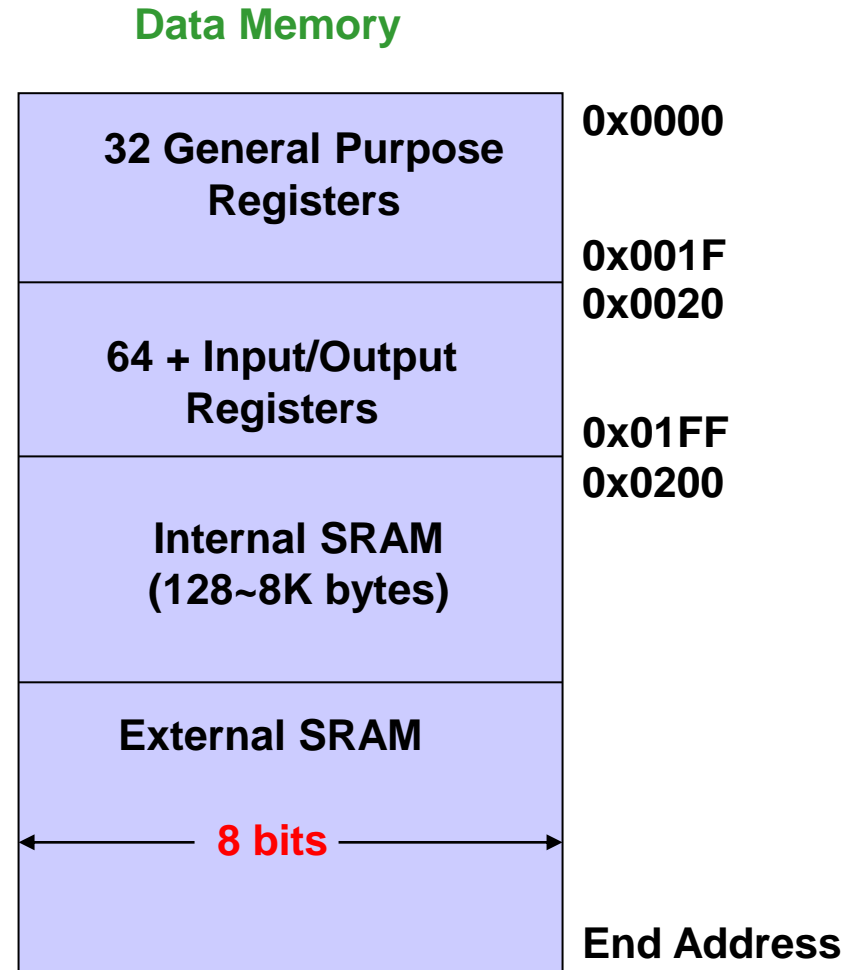 Data Memory
32 General Purpose
Registers
0x0000
0x001F
0x0020
64 + Input/Output
Registers
0x01FF
0x0200
Internal SRAM
(128~8K bytes)
External SRAM
8 bits
End Address